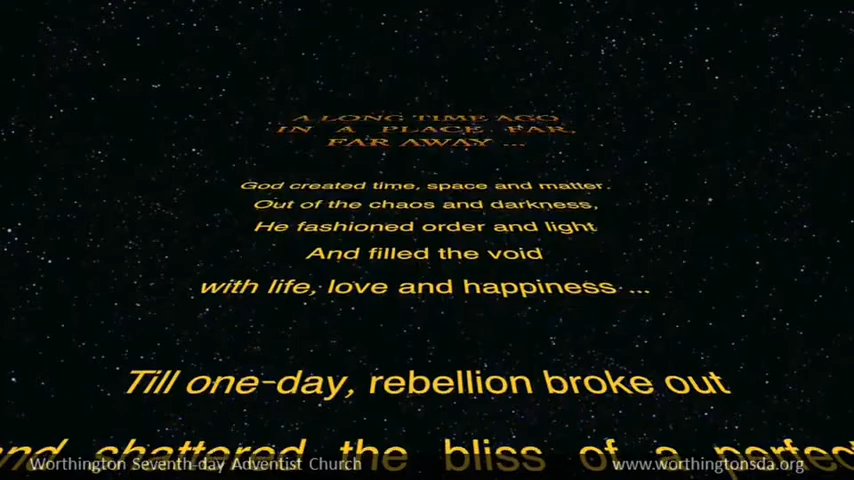 A LONG TIME AGO
IN A PLACE FAR,
FAR AWAY ...
God created time, space and matter.
Out of the chaos and darkness,
He fashioned order and light
And filled the void
with life, love and happiness ...
Till one-day, rebellion broke out
and shattered the bliss of a perfect
Worthington Seventh-day Adventist Church
www.worthingtonsda.org